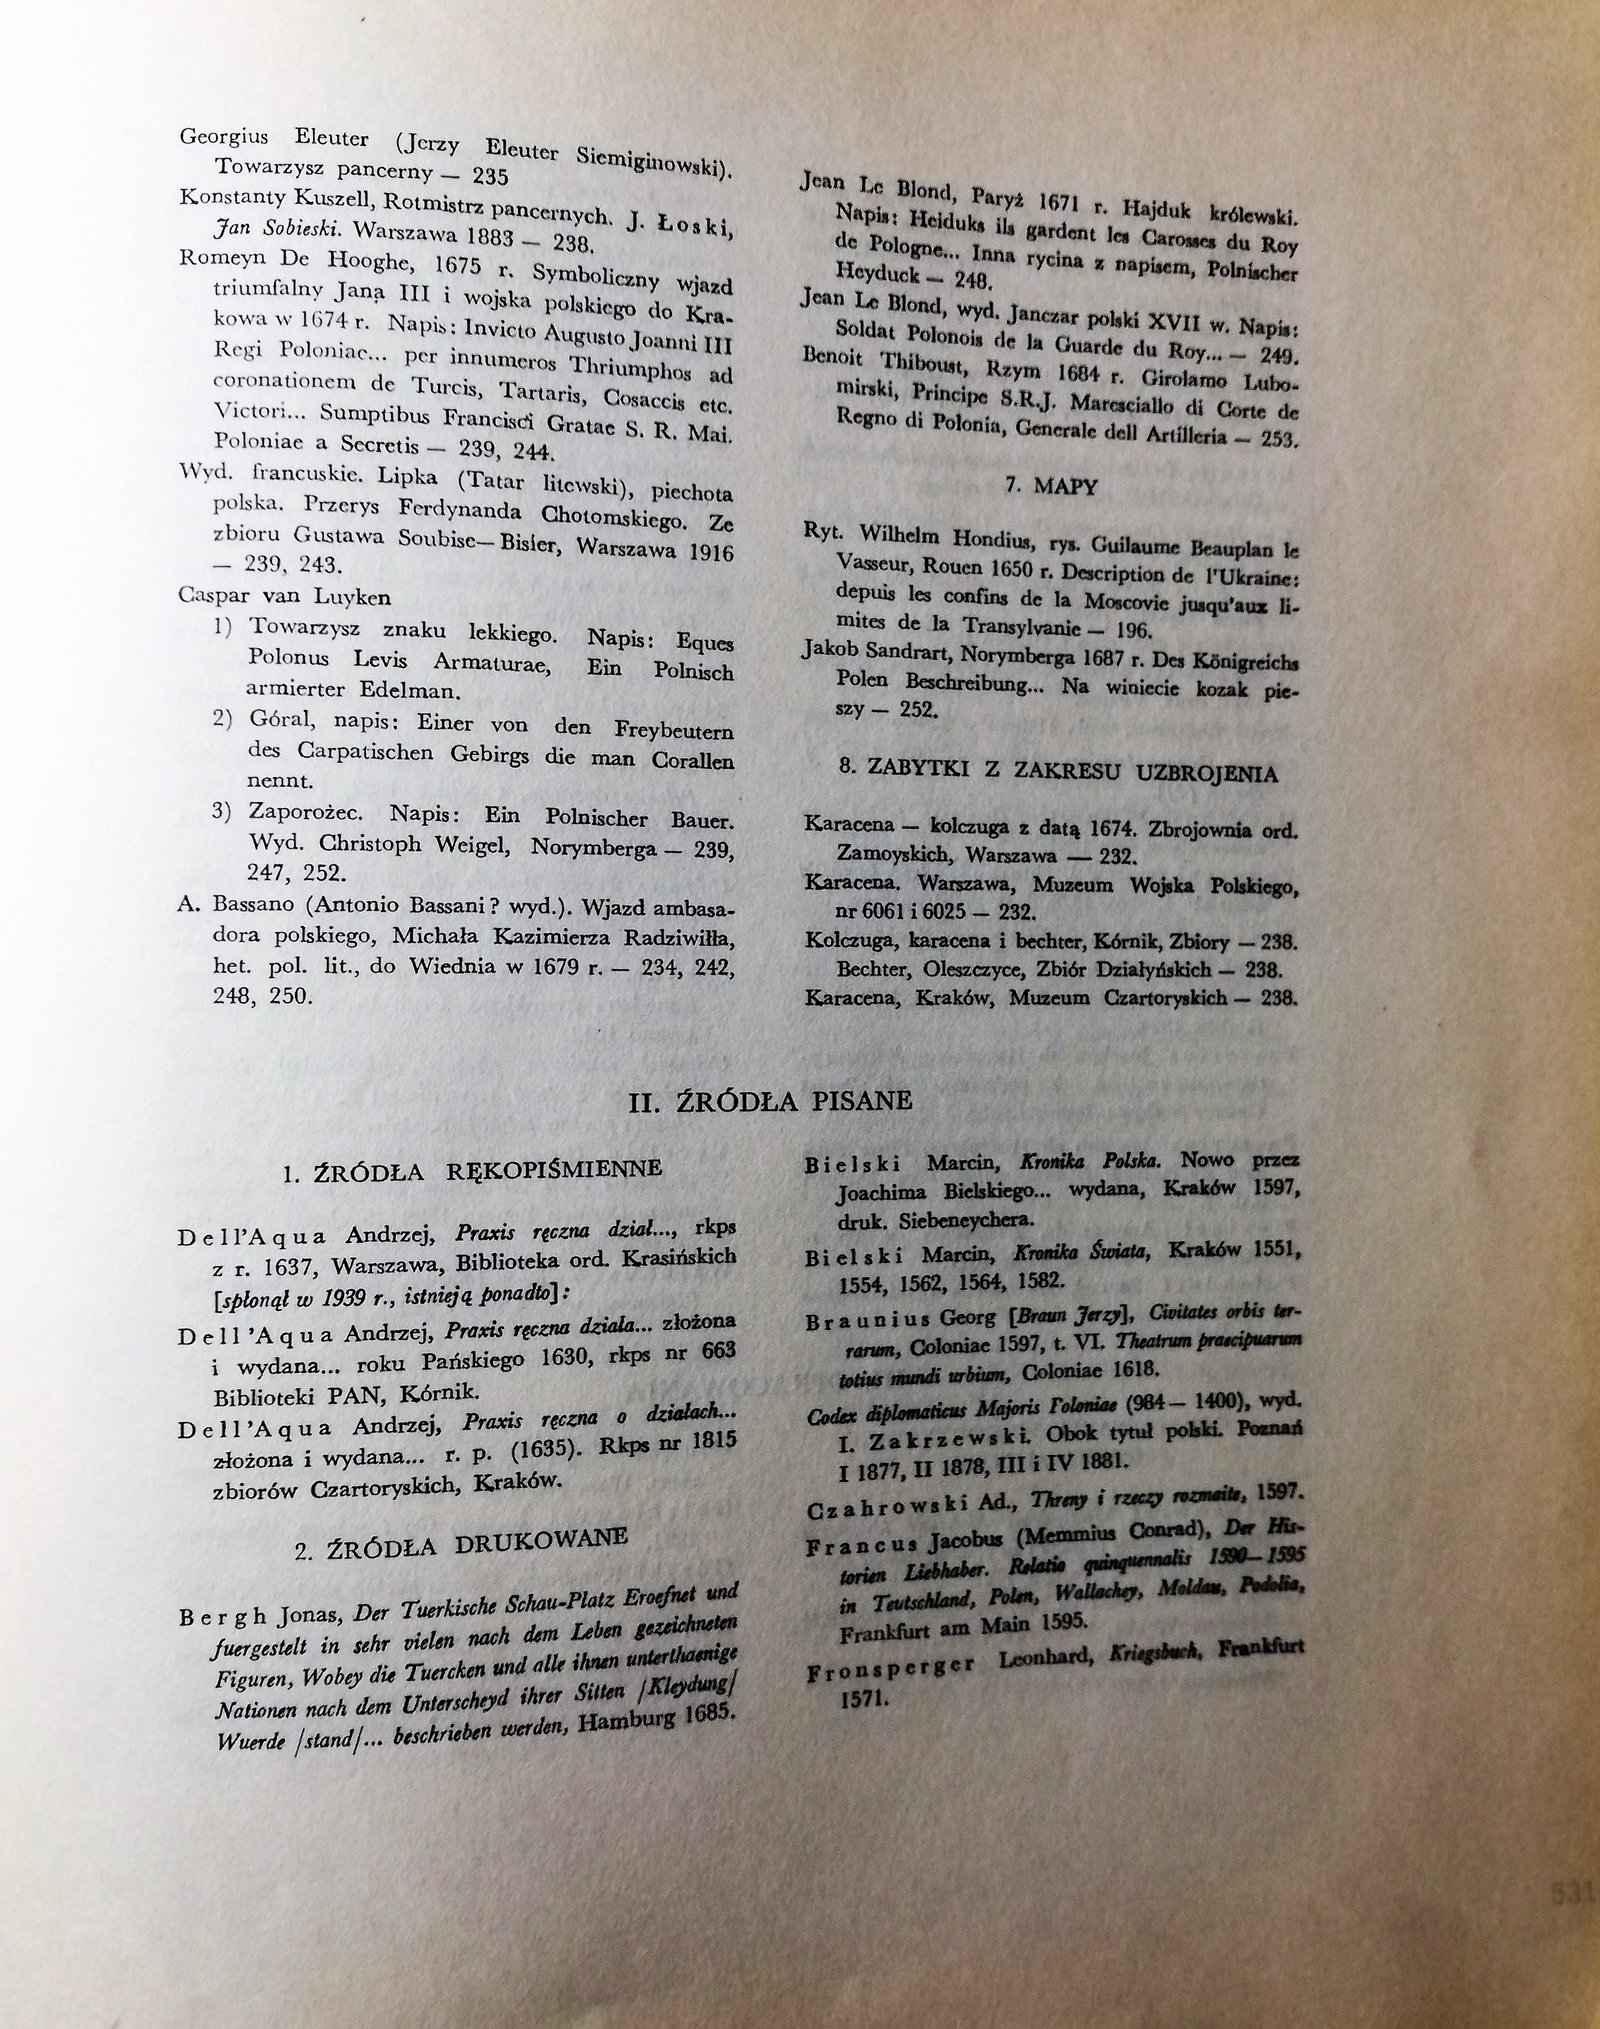 Georgius Eleuter (Jerzy Eleuter Siemiginowski).
Towarzysz pancerny — 235
Konstanty Kuszell, Rotmistrz pancernych. J. Łoski,
Jan Sobieski. Warszawa 1883 — 238.
Romeyn De Hooghe, 1675 r. Symboliczny wjazd
triumfalny Jana III i wojska polskiego do Kra-
kowa w 1674 r. Napis: Invicto Augusto Joanni III
Regi Poloniae... per innumeros Thriumphos ad
coronationem de Turcis, Tartaris, Cosaccis etc.
Victori... Sumptibus Francisci Gratae S. R. Mai.
Poloniae a Secretis — 239, 244.
Wyd. francuskie. Lipka (Tatar litewski), piechota
polska. Przerys Ferdynanda Chotomskiego. Ze
zbioru Gustawa Soubise—Bisier, Warszawa 1916
— 239, 243.
Caspar van Luyken
1) Towarzysz znaku lekkiego. Napis: Eques
Polonus Levis Armaturae, Ein Polnisch
armierter Edelman.
2) Góral, napis: Einer von den Freybeutern
des Carpatischen Gebirgs die man Corallen
nennt.
3) Zaporożec. Napis: Ein Polnischer Bauer.
Wyd. Christoph Weigel, Norymberga — 239,
247, 252.
A. Bassano (Antonio Bassani? wyd.). Wjazd ambasa-
dora polskiego, Michała Kazimierza Radziwiłła,
het. pol. lit., do Wiednia w 1679 r. — 234, 242,
248, 250.
Jean Le Blond, Paryż 1671 r. Hajduk królewski.
Napis: Heiduks ils gardent les Carosses du Roy
de Pologne... Inna rycina z napisem, Polnischer
Heyduck — 248.
Jean Le Blond, wyd. Janczar polski XVII w. Napis:
Soldat Polonois de la Guarde du Roy... — 249.
Benoit Thiboust, Rzym 1684 r. Girolamo Lubo-
mirski, Principe S.R.J. Maresciallo di Corte de
Regno di Polonia, Generale dell Artilleria — 253.
7. MAPY
Ryt. Wilhelm Hondius, rys. Guilaume Beauplan le
Vasseur, Rouen 1650 r. Description de l'Ukraine:
depuis les confins de la Moscovie jusqu'aux li-
mites de la Transylvanie — 196.
Jakob Sandrart, Norymberga 1687 r. Des Königreichs
Polen Beschreibung... Na winiecie kozak pie-
szy — 252.
8. ZABYTKI Z ZAKRESU UZBROJENIA
Karacena — kolczuga z datą 1674. Zbrojownia ord.
Zamoyskich, Warszawa — 232.
Karacena. Warszawa, Muzeum Wojska Polskiego,
nr 6061 i 6025 — 232.
Kolczuga, karacena i bechter, Kórnik, Zbiory — 238.
Bechter, Oleszczyce, Zbiór Działyńskich — 238.
Karacena, Kraków, Muzeum Czartoryskich — 238.
II. ŹRÓDŁA PISANE
1. ŹRÓDŁA RĘKOPIŚMIENNE
Dell'Aqua Andrzej, Praxis ręczna dział..., rkps
z r. 1637, Warszawa, Biblioteka ord. Krasińskich
[spłonął w 1939 r., istnieją ponadto]:
Dell'Aqua Andrzej, Praxis ręczna działa... złożona
i wydana... roku Pańskiego 1630, rkps nr 663
Biblioteki PAN, Kórnik.
Dell'Aqua Andrzej, Praxis ręczna o działach...
złożona i wydana... r. p. (1635). Rkps nr 1815
zbiorów Czartoryskich, Kraków.
2. ŹRÓDŁA DRUKOWANE
Bergh Jonas, Der Tuerkische Schau-Platz Eroefnet und
fuergestelt in sehr vielen nach dem Leben gezeichneten
Figuren, Wobey die Tuercken und alle ihnen unterthaenige
Nationen nach dem Unterscheyd ihrer Sitten /Kleydung/
Wuerde /stand/... beschrieben werden, Hamburg 1685.
Bielski Marcin, Kronika Polska. Nowo przez
Joachima Bielskiego... wydana, Kraków 1597,
druk. Siebeneychera.
Bielski Marcin, Kronika Świata, Kraków 1551,
1554, 1562, 1564, 1582.
Braunius Georg [Braun Jerzy], Civitates orbis ter-
rarum, Coloniae 1597, t. VI. Theatrum praecipuarum
totius mundi urbium, Coloniae 1618.
Codex diplomaticus Majoris Poloniae (984 — 1400), wyd.
I. Zakrzewski. Obok tytuł polski. Poznań
I 1877, II 1878, III i IV 1881.
Czahrowski Ad., Threny i rzeczy rozmaite, 1597.
Francus Jacobus (Memmius Conrad), Der His-
torien Liebhaber. Relatio quinquennalis 1590—1595
in Teutschland, Polen, Wallachey, Moldau, Podolia,
Frankfurt am Main 1595.
Fronsperger Leonhard, Kriegsbuch, Frankfurt
1571.
531